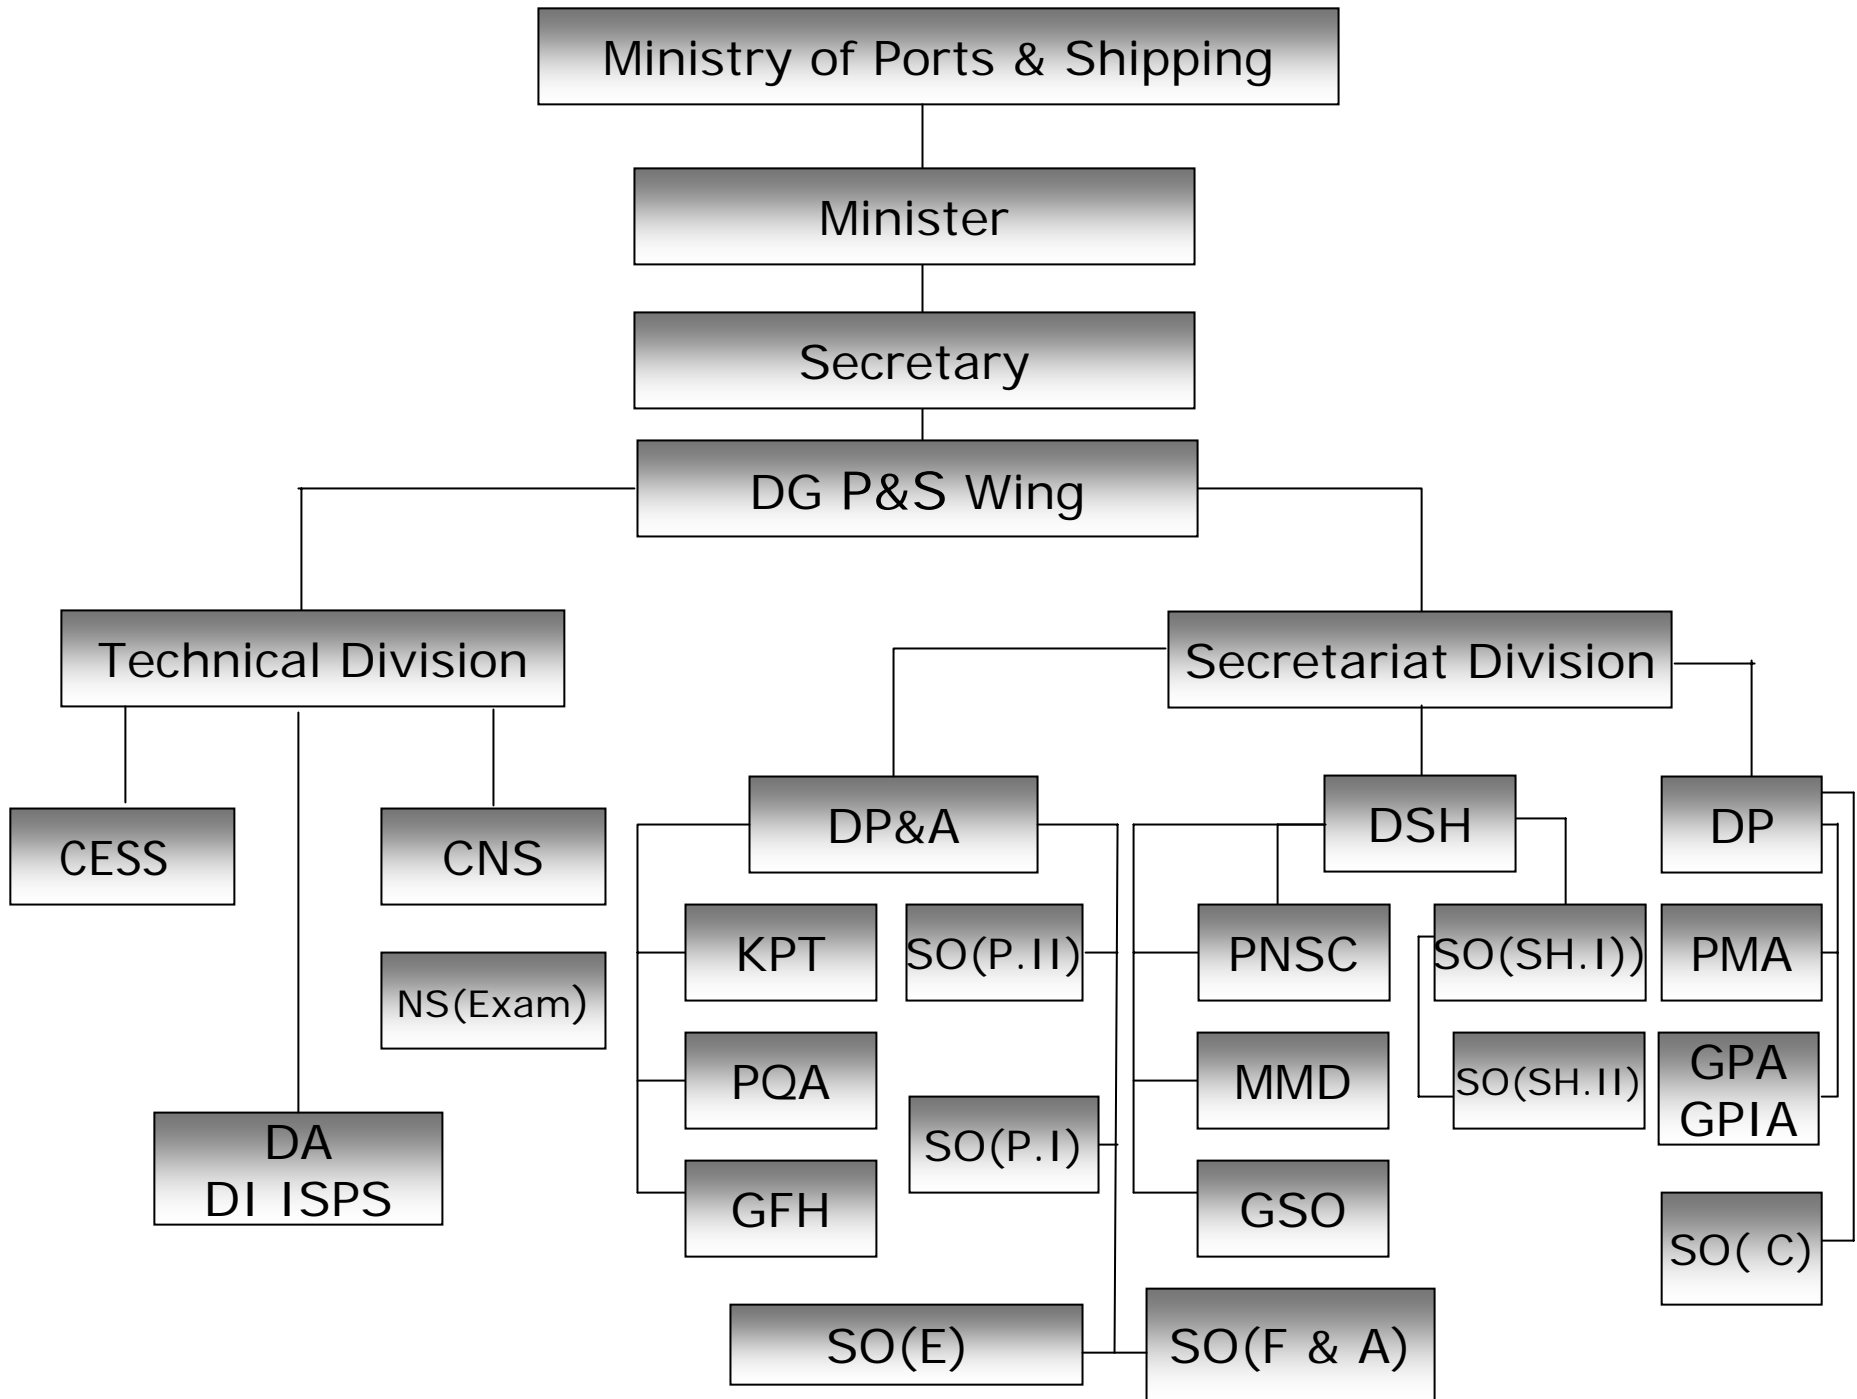 Ministry of Ports & Shipping
Minister
Secretary
DG P&S Wing
Technical Division
Secretariat Division
CESS
CNS
DP&A
DSH
DP
NS(Exam)
KPT
SO(P.II)
PNSC
SO(SH.I))
PMA
PQA
MMD
SO(SH.II)
GPA
GPIA
DA
DI ISPS
SO(P.I)
GFH
GSO
SO( C)
SO(E)
SO(F & A)